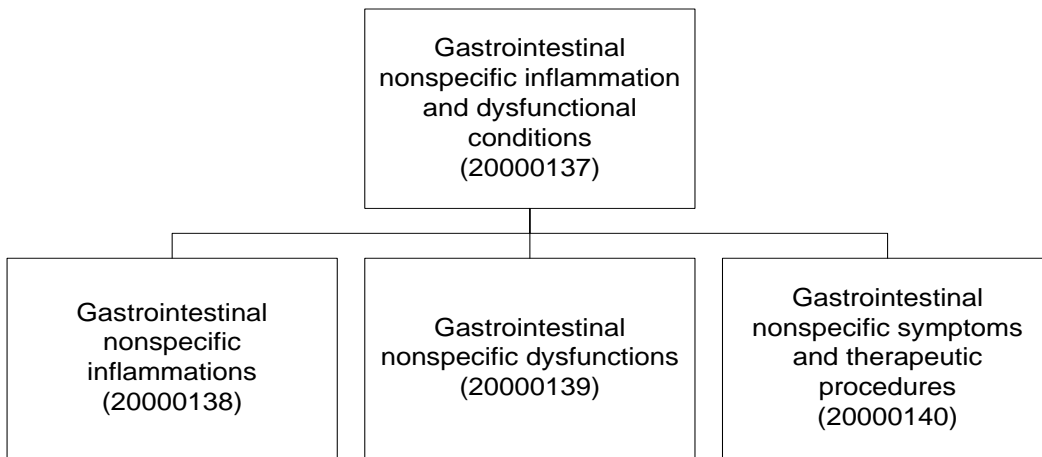 Gastrointestinal
nonspecific inflammation
and dysfunctional
conditions
(20000137)
Gastrointestinal
nonspecific
inflammations
(20000138)
Gastrointestinal
nonspecific dysfunctions
(20000139)
Gastrointestinal
nonspecific symptoms
and therapeutic
procedures
(20000140)